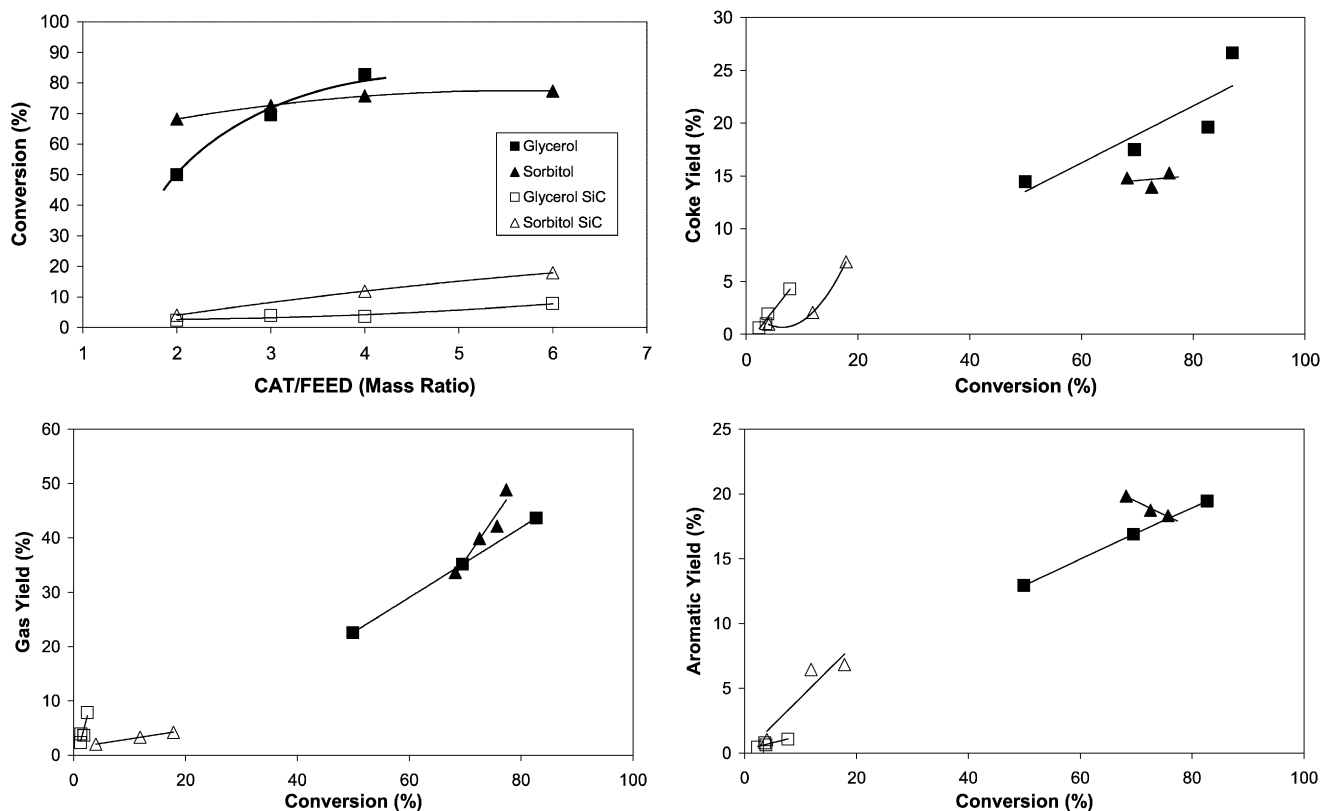 Conversion (%)
100
90
80
70
60
50
40
30
20
10
0
1 2 3 4 5 6 7
CAT/FEED (Mass Ratio)
Glycerol
Sorbitol
Glycerol SiC
Sorbitol SiC
Coke Yield (%)
30
25
20
15
10
5
0
0 20 40 60 80 100
Conversion (%)
Gas Yield (%)
60
50
40
30
20
10
0
0 20 40 60 80 100
Conversion (%)
Aromatic Yield (%)
25
20
15
10
5
0
0 20 40 60 80 100
Conversion (%)